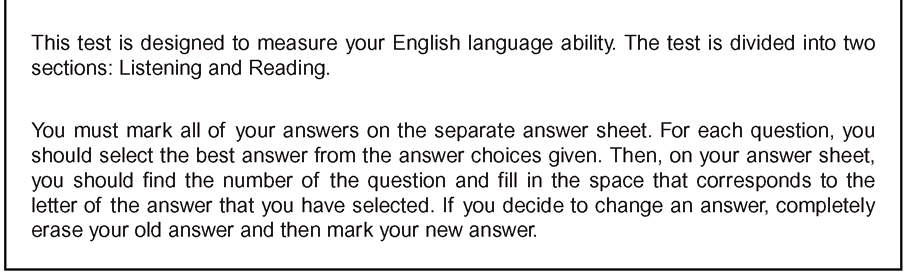 This test is designed to measure your English language ability. The test is divided into two
sections: Listening and Reading.
You must mark all of your answers on the separate answer sheet. For each question, you
should select the best answer from the answer choices given. Then, on your answer sheet,
you should find the number of the question and fill in the space that corresponds to the
letter of the answer that you have selected. If you decide to change an answer, completely
erase your old answer and then mark your new answer.